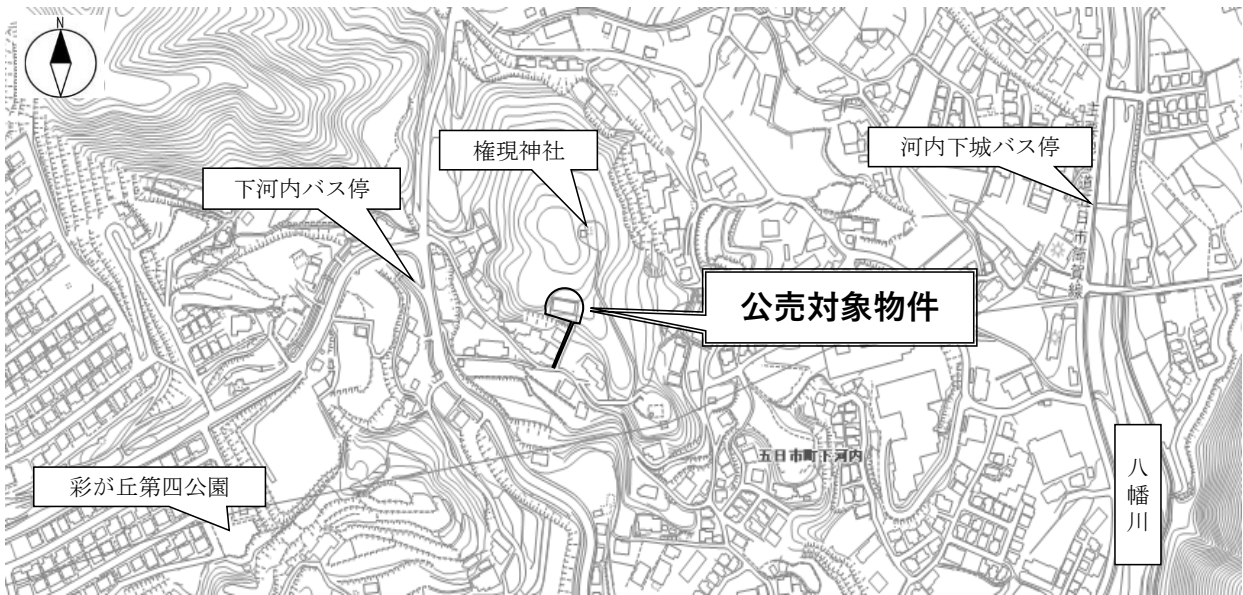 N
権現神社
河内下城バス停
下河内バス停
公売対象物件
五日市町下河内
彩が丘第四公園
八幡川